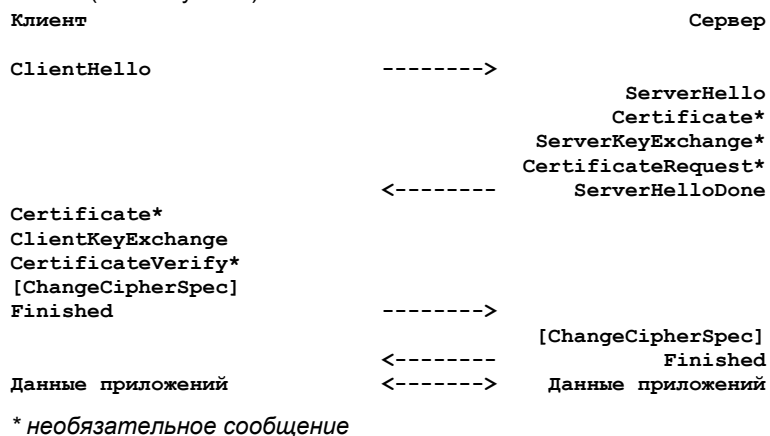 Клиент Сервер
ClientHello -------->
ServerHello
Certificate*
ServerKeyExchange*
CertificateRequest*
<-------- ServerHelloDone
Certificate*
ClientKeyExchange
CertificateVerify*
[ChangeCipherSpec]
Finished -------->
[ChangeCipherSpec]
<-------- Finished
Данные приложений <-------> Данные приложений
* необязательное сообщение